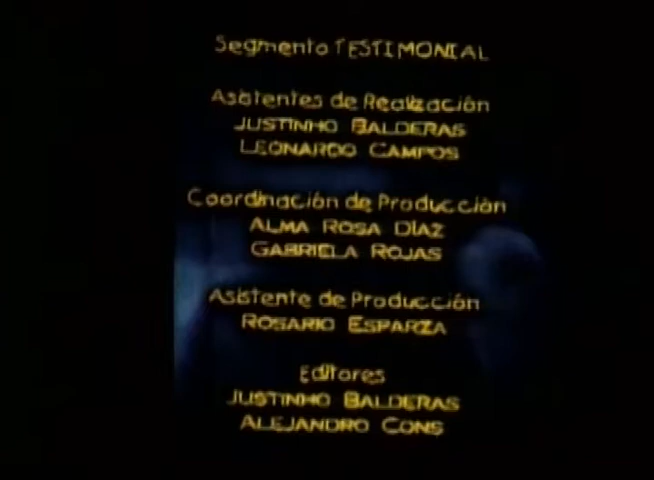 Segmento TESTIMONIAL
Asistentes de Realización
JUSTINHO BALDERAS
LEONARDO CAMPOS
Coordinación de Producción
ALMA ROSA DÍAZ
GABRIELA ROJAS
Asistente de Producción
ROSARIO ESPARZA
Editores
JUSTINHO BALDERAS
ALEJANDRO CONS